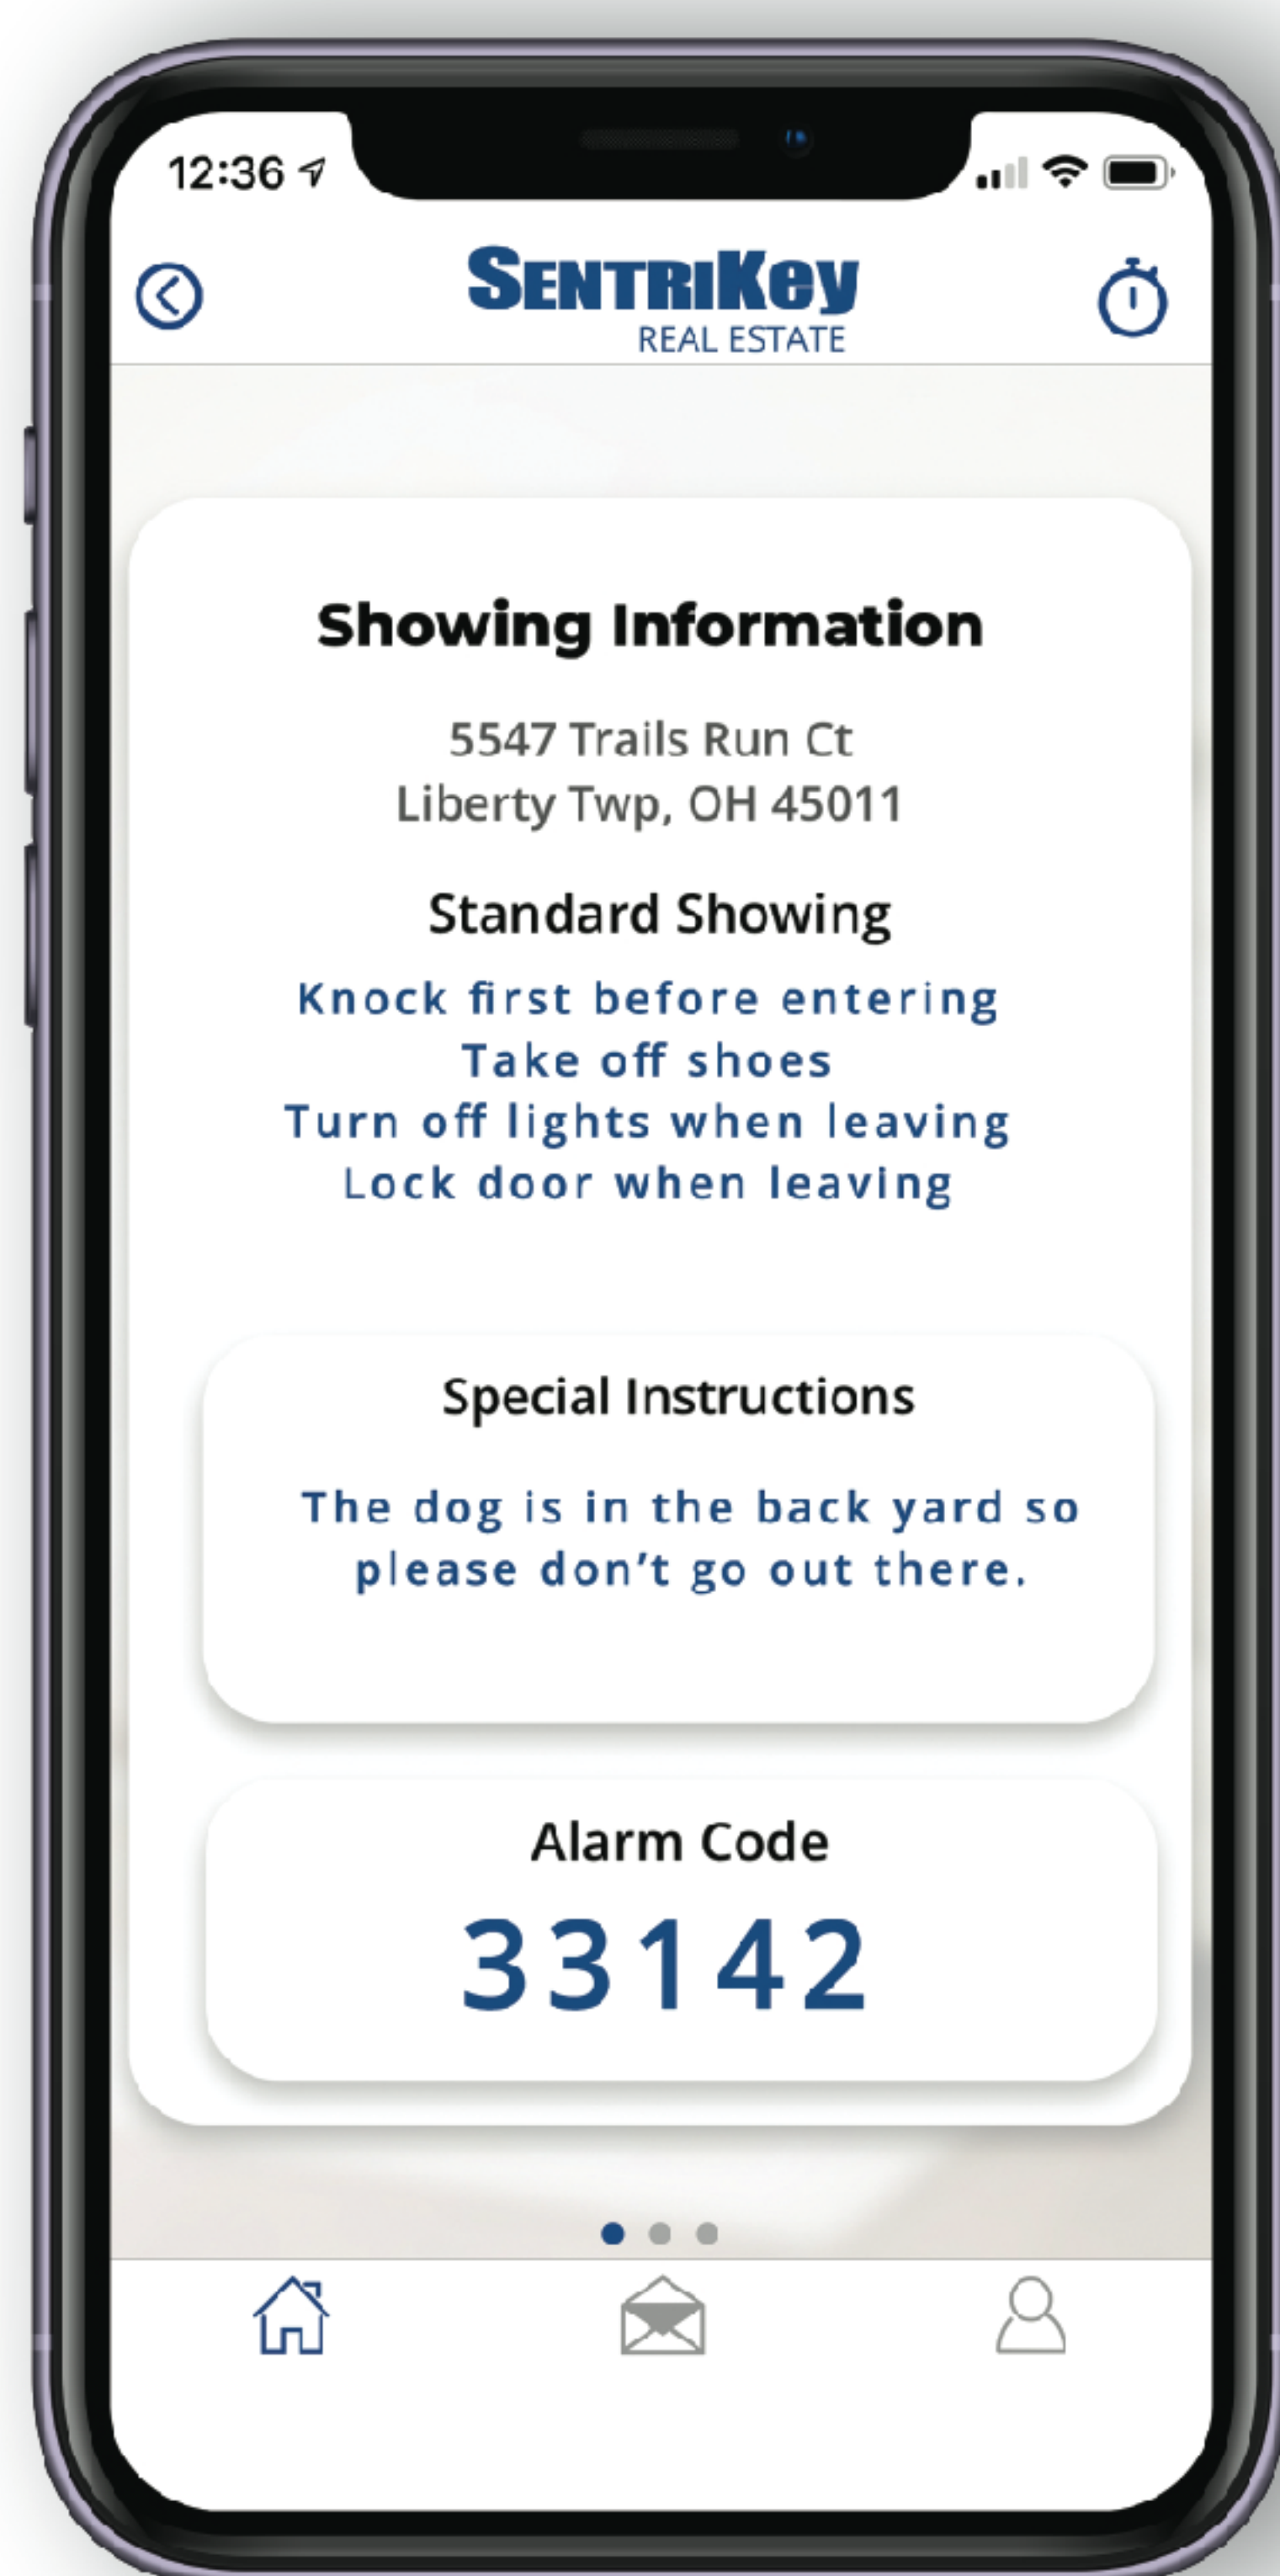 12:36
SENTRIKey
REAL ESTATE
Showing Information
5547 Trails Run Ct
Liberty Twp, OH 45011
Standard Showing
Knock first before entering
Take off shoes
Turn off lights when leaving
Lock door when leaving
Special Instructions
The dog is in the back yard so
please don’t go out there.
Alarm Code
33142